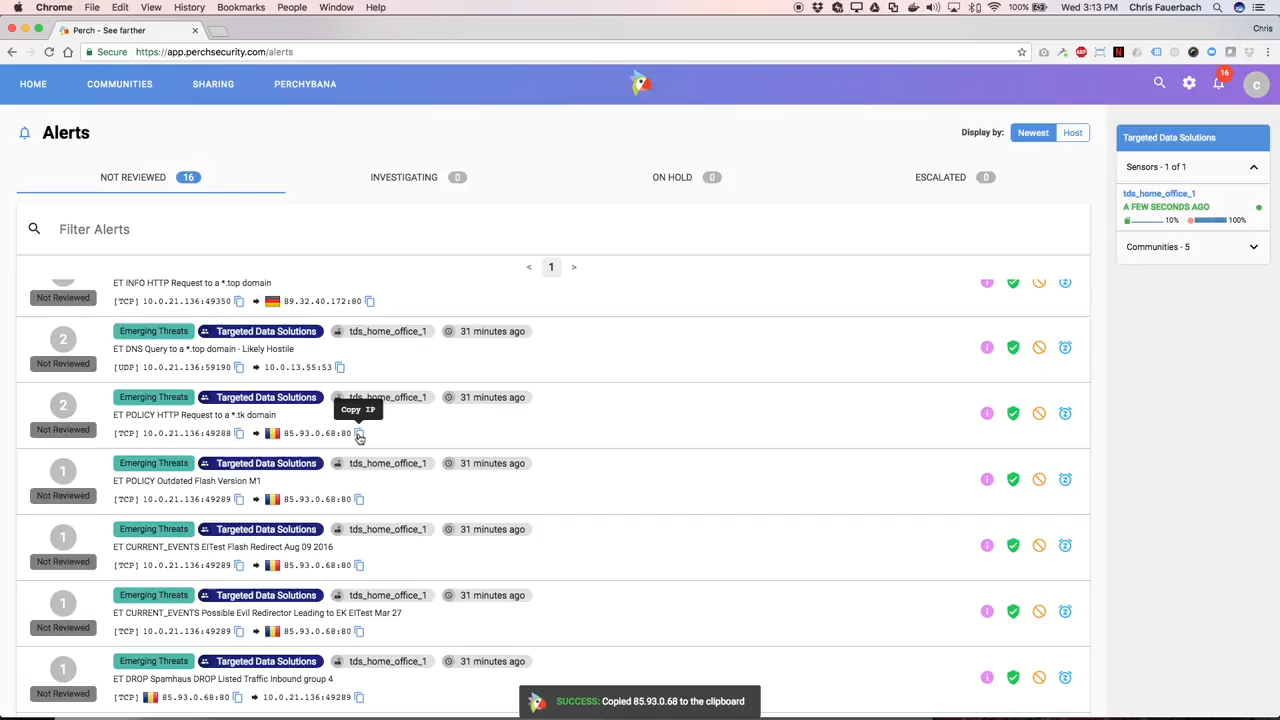 Chrome File Edit View History Bookmarks People Window Help 100% Wed 3:13 PM Chris Fauerbach
Perch - See farther Chris
Secure https://app.perchsecurity.com/alerts
HOME COMMUNITIES SHARING PERCHYBANA 16 C
Alerts Display by: Newest Host
NOT REVIEWED 16 INVESTIGATING 0 ON HOLD 0 ESCALATED 0
Filter Alerts
< 1 >
ET INFO HTTP Request to a *.top domain
Not Reviewed [TCP] 10.0.21.136:49350 89.32.40.172:80
2 Emerging Threats Targeted Data Solutions tds_home_office_1 31 minutes ago
ET DNS Query to a *.top domain - Likely Hostile
Not Reviewed [UDP] 10.0.21.136:59190 10.0.13.55:53
2 Emerging Threats Targeted Data Solutions tds_home_office_1 31 minutes ago
Copy IP
ET POLICY HTTP Request to a *.tk domain
Not Reviewed [TCP] 10.0.21.136:49288 85.93.0.68:80
1 Emerging Threats Targeted Data Solutions tds_home_office_1 31 minutes ago
ET POLICY Outdated Flash Version M1
Not Reviewed [TCP] 10.0.21.136:49289 85.93.0.68:80
1 Emerging Threats Targeted Data Solutions tds_home_office_1 31 minutes ago
ET CURRENT_EVENTS EITest Flash Redirect Aug 09 2016
Not Reviewed [TCP] 10.0.21.136:49289 85.93.0.68:80
1 Emerging Threats Targeted Data Solutions tds_home_office_1 31 minutes ago
ET CURRENT_EVENTS Possible Evil Redirector Leading to EK EITest Mar 27
Not Reviewed [TCP] 10.0.21.136:49289 85.93.0.68:80
1 Emerging Threats Targeted Data Solutions tds_home_office_1 31 minutes ago
ET DROP Spamhaus DROP Listed Traffic Inbound group 4
Not Reviewed [TCP] 85.93.0.68:80 10.0.21.136:49289
SUCCESS: Copied 85.93.0.68 to the clipboard
Targeted Data Solutions
Sensors - 1 of 1
tds_home_office_1
A FEW SECONDS AGO
10% 100%
Communities - 5